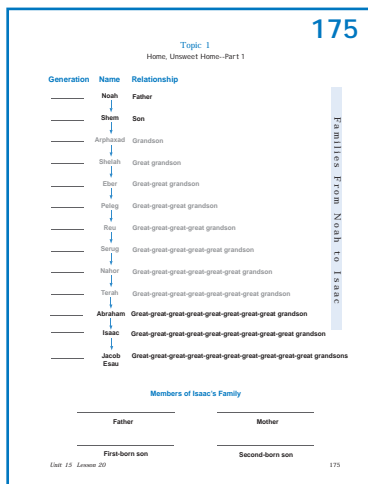 175
Topic 1
Home, Unsweet Home--Part 1
Generation Name Relationship
Noah Father
Shem Son
Arphaxad Grandson
Shelah Great grandson
Eber Great-great grandson
Peleg Great-great-great grandson
Reu Great-great-great-great grandson
Serug Great-great-great-great-great grandson
Nahor Great-great-great-great-great-great grandson
Terah Great-great-great-great-great-great-great grandson
Abraham Great-great-great-great-great-great-great-great grandson
Isaac Great-great-great-great-great-great-great-great-great grandson
Jacob Great-great-great-great-great-great-great-great-great-great grandsons
Esau
Families From Noah to Isaac
Members of Isaac's Family
Father Mother
First-born son Second-born son
Unit 15 Lesson 20 175